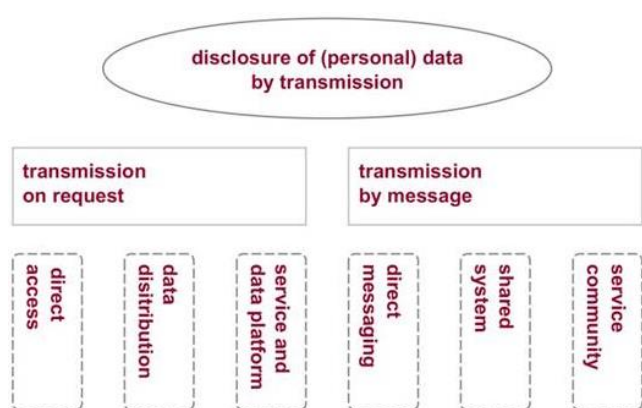 disclosure of (personal) data
by transmission
transmission
on request
transmission
by message
direct
access
data
disitribution
service and
data platform
direct
messaging
shared
system
service
community